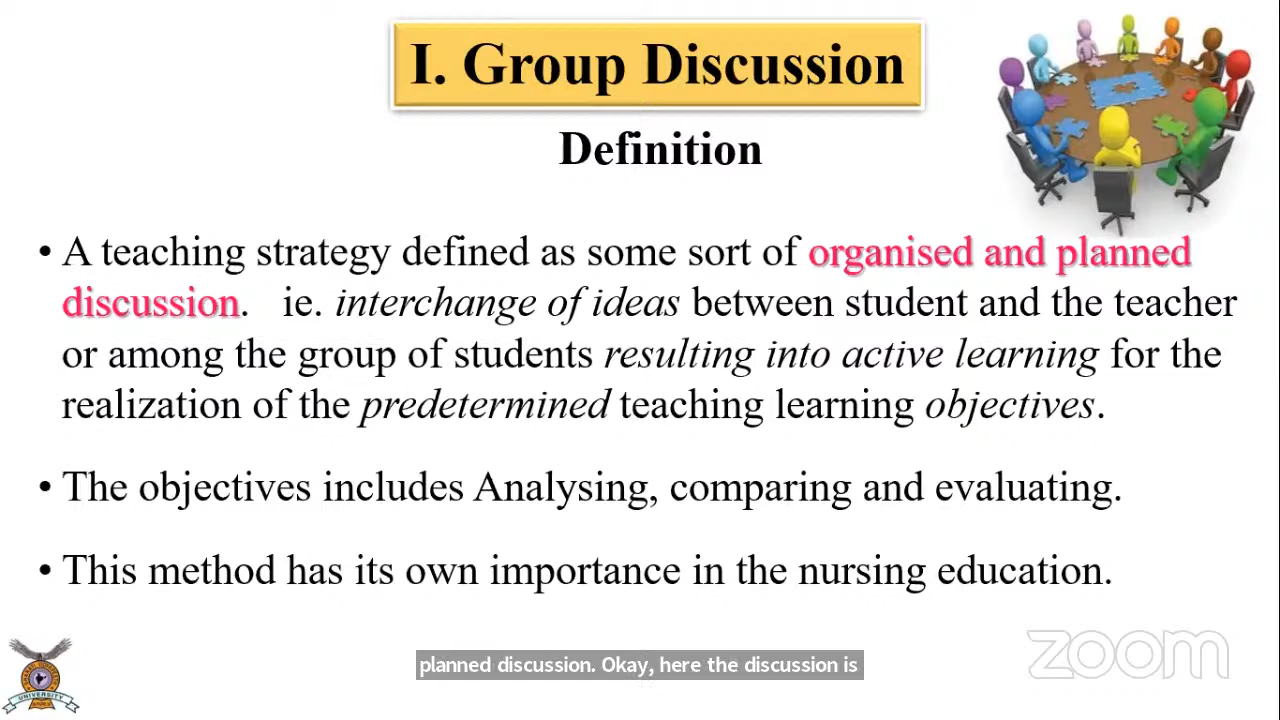 I. Group Discussion
Definition
• A teaching strategy defined as some sort of organised and planned
discussion. ie. interchange of ideas between student and the teacher
or among the group of students resulting into active learning for the
realization of the predetermined teaching learning objectives.
• The objectives includes Analysing, comparing and evaluating.
• This method has its own importance in the nursing education.
UNIVERSITY
planned discussion. Okay, here the discussion is
zoom